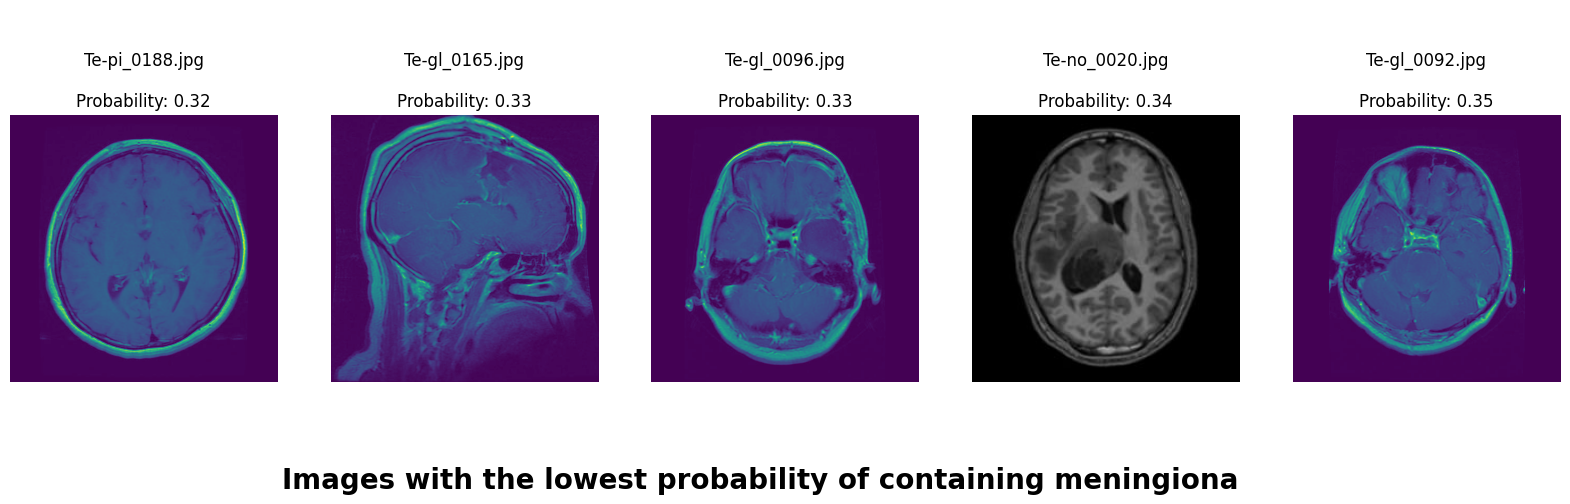 Te-pi_0188.jpg
Probability: 0.32
Te-gl_0165.jpg
Probability: 0.33
Te-gl_0096.jpg
Probability: 0.33
Te-no_0020.jpg
Probability: 0.34
Te-gl_0092.jpg
Probability: 0.35
Images with the lowest probability of containing meningiona